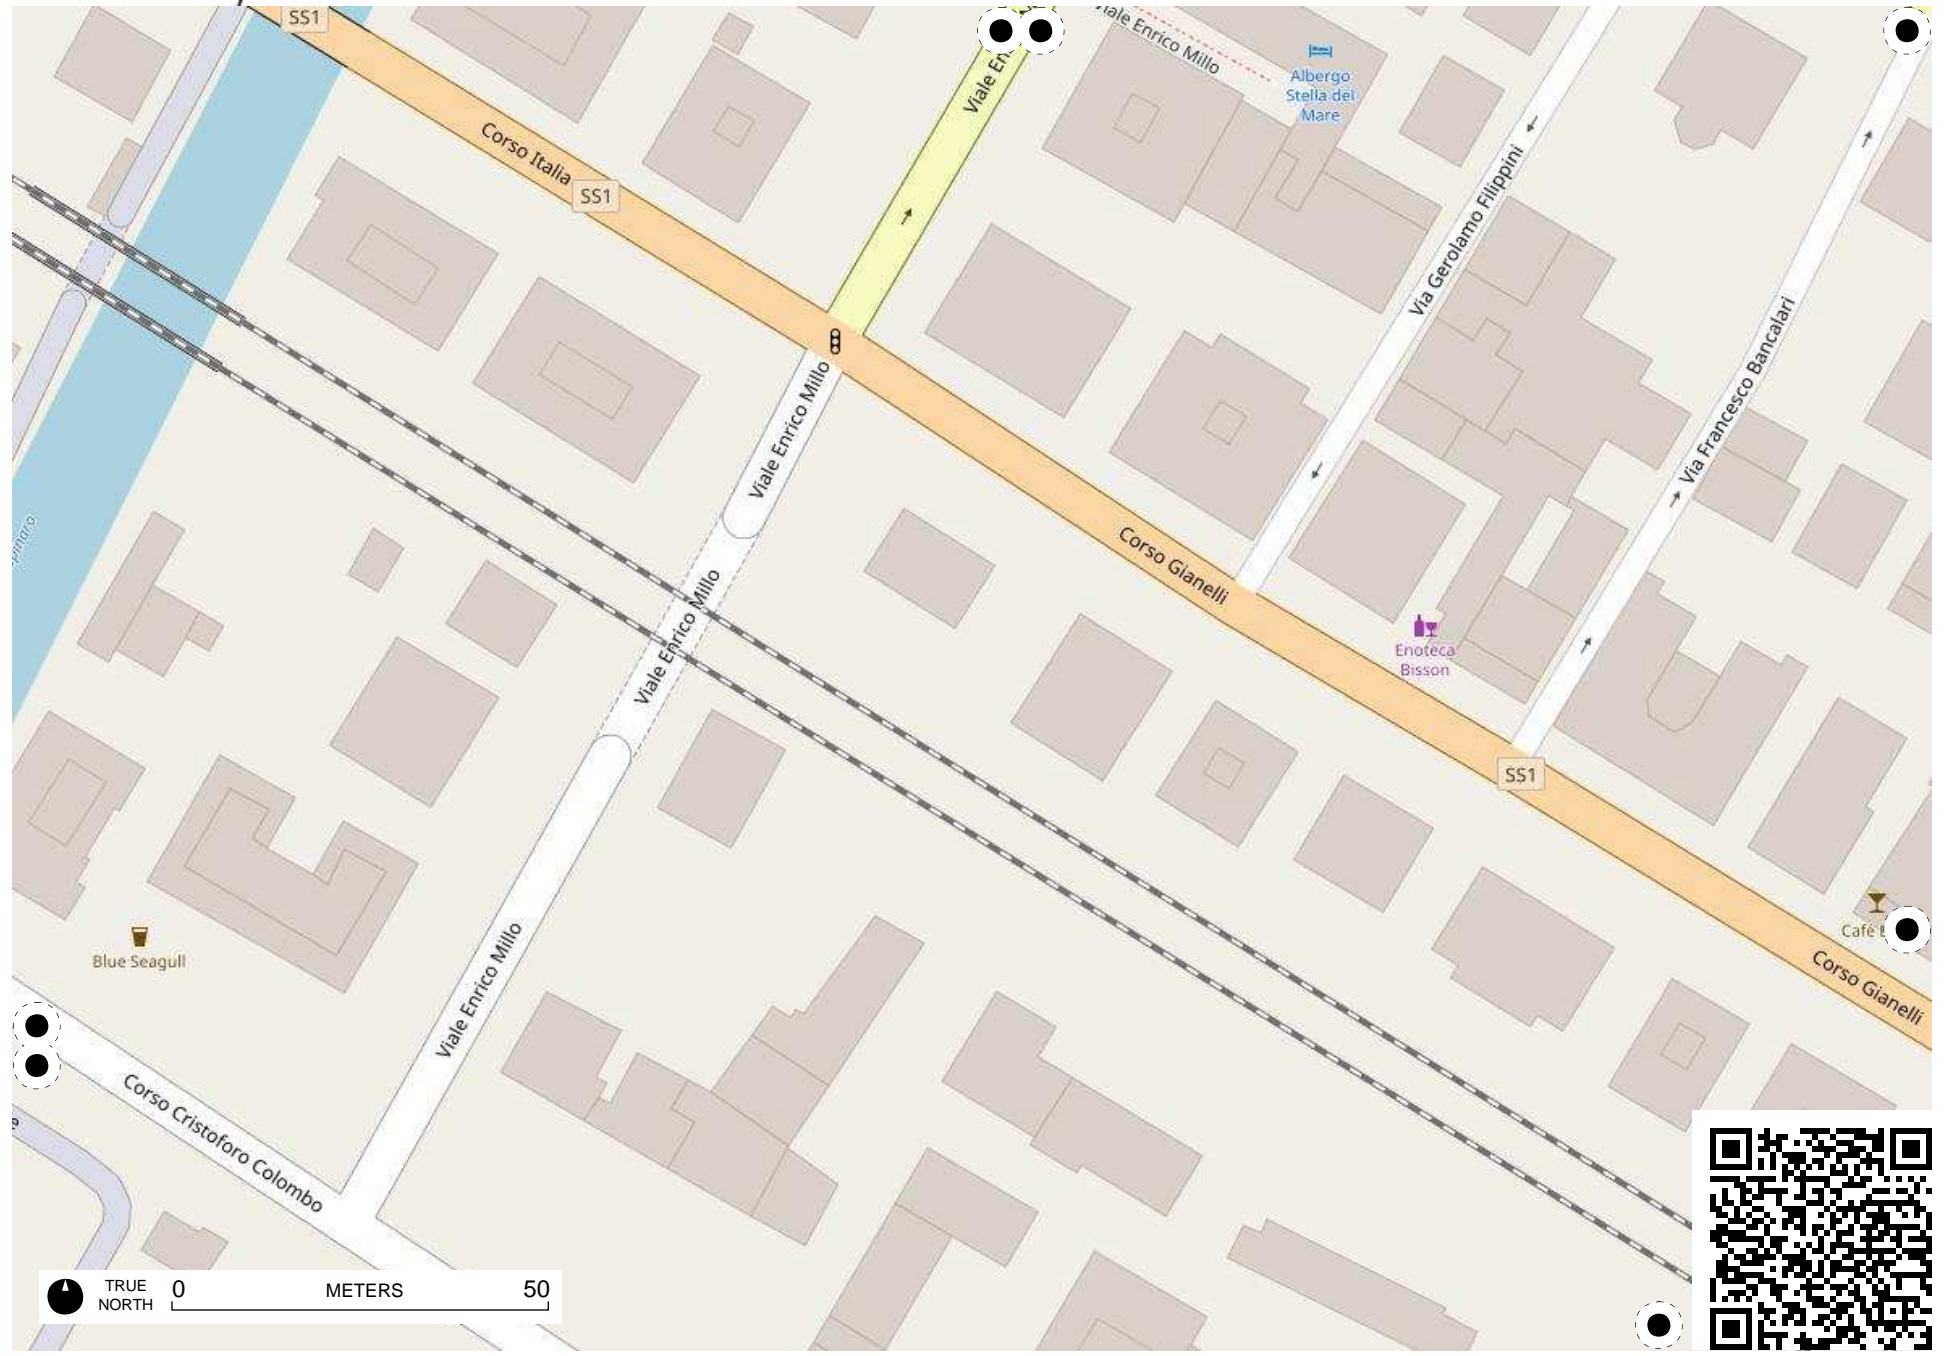 SS1
Viale Enrico Millo
Albergo
Stella del
Mare
Corso Italia
SS1
Via Gerolamo Filippini
Via Francesco Bancalari
Viale Enrico Millo
Corso Gianelli
Viale Enrico Millo
Enoteca
Bisson
SS1
Café
Corso Gianelli
Blue Seagull
Viale Enrico Millo
Corso Cristoforo Colombo
TRUE
NORTH
0 METERS 50